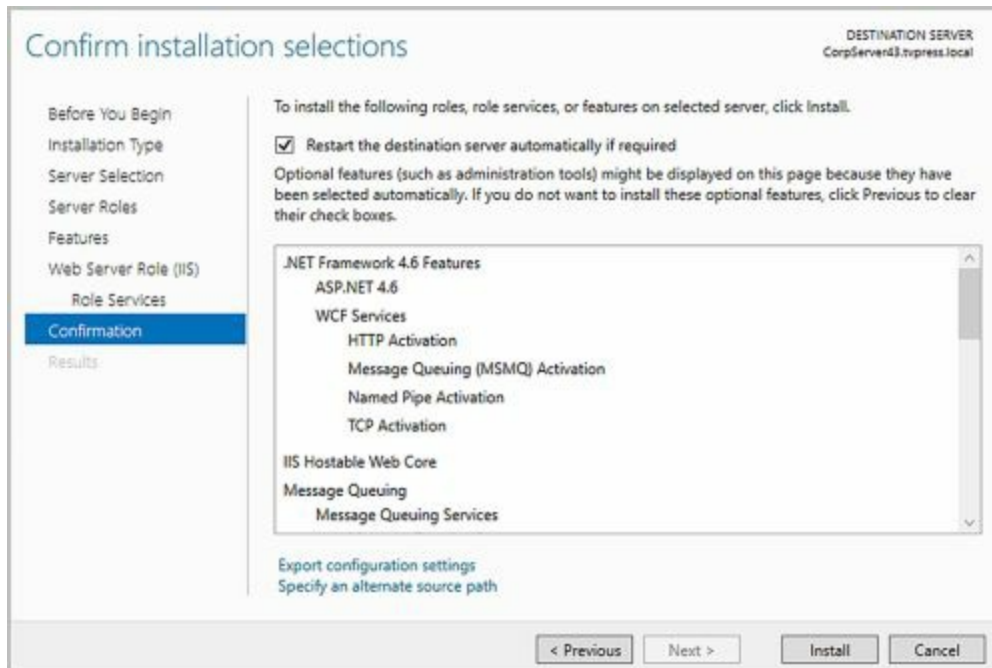 Confirm installation selections
DESTINATION SERVER
CorpServer43.tvpress.local
Before You Begin
Installation Type
Server Selection
Server Roles
Features
Web Server Role (IIS)
Role Services
Confirmation
Results
To install the following roles, role services, or features on selected server, click Install.
Restart the destination server automatically if required
Optional features (such as administration tools) might be displayed on this page because they have
been selected automatically. If you do not want to install these optional features, click Previous to clear
their check boxes.
.NET Framework 4.6 Features
ASP.NET 4.6
WCF Services
HTTP Activation
Message Queuing (MSMQ) Activation
Named Pipe Activation
TCP Activation
IIS Hostable Web Core
Message Queuing
Message Queuing Services
Export configuration settings
Specify an alternate source path
< Previous
Next >
Install
Cancel